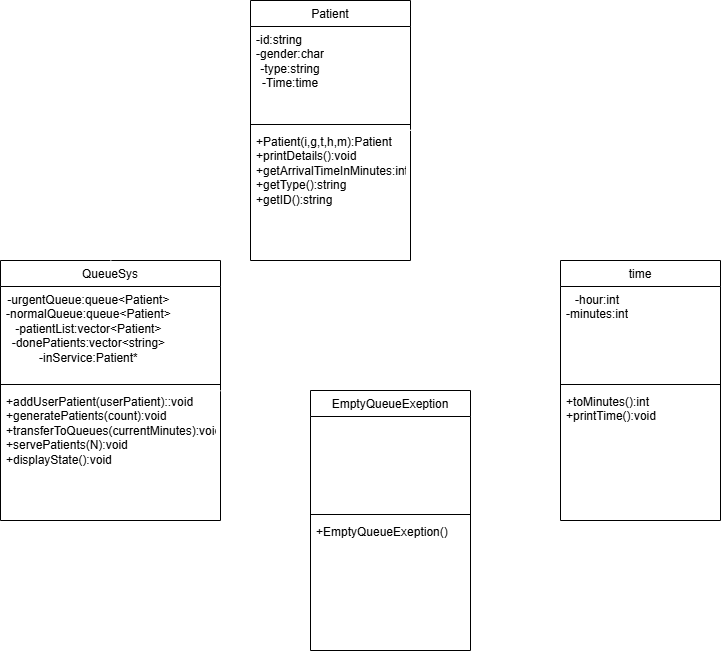 Patient
-id:string
-gender:char
-type:string
-Time:time
+Patient(i,g,t,h,m):Patient
+printDetails():void
+getArrivalTimeInMinutes:int
+getType():string
+getID():string
QueueSys
-urgentQueue:queue<Patient>
-normalQueue:queue<Patient>
-patientList:vector<Patient>
-donePatients:vector<string>
-inService:Patient*
+addUserPatient(userPatient)::void
+generatePatients(count):void
+transferToQueues(currentMinutes):void
+servePatients(N):void
+displayState():void
EmptyQueueExeption
+EmptyQueueExeption()
time
-hour:int
-minutes:int
+toMinutes():int
+printTime():void